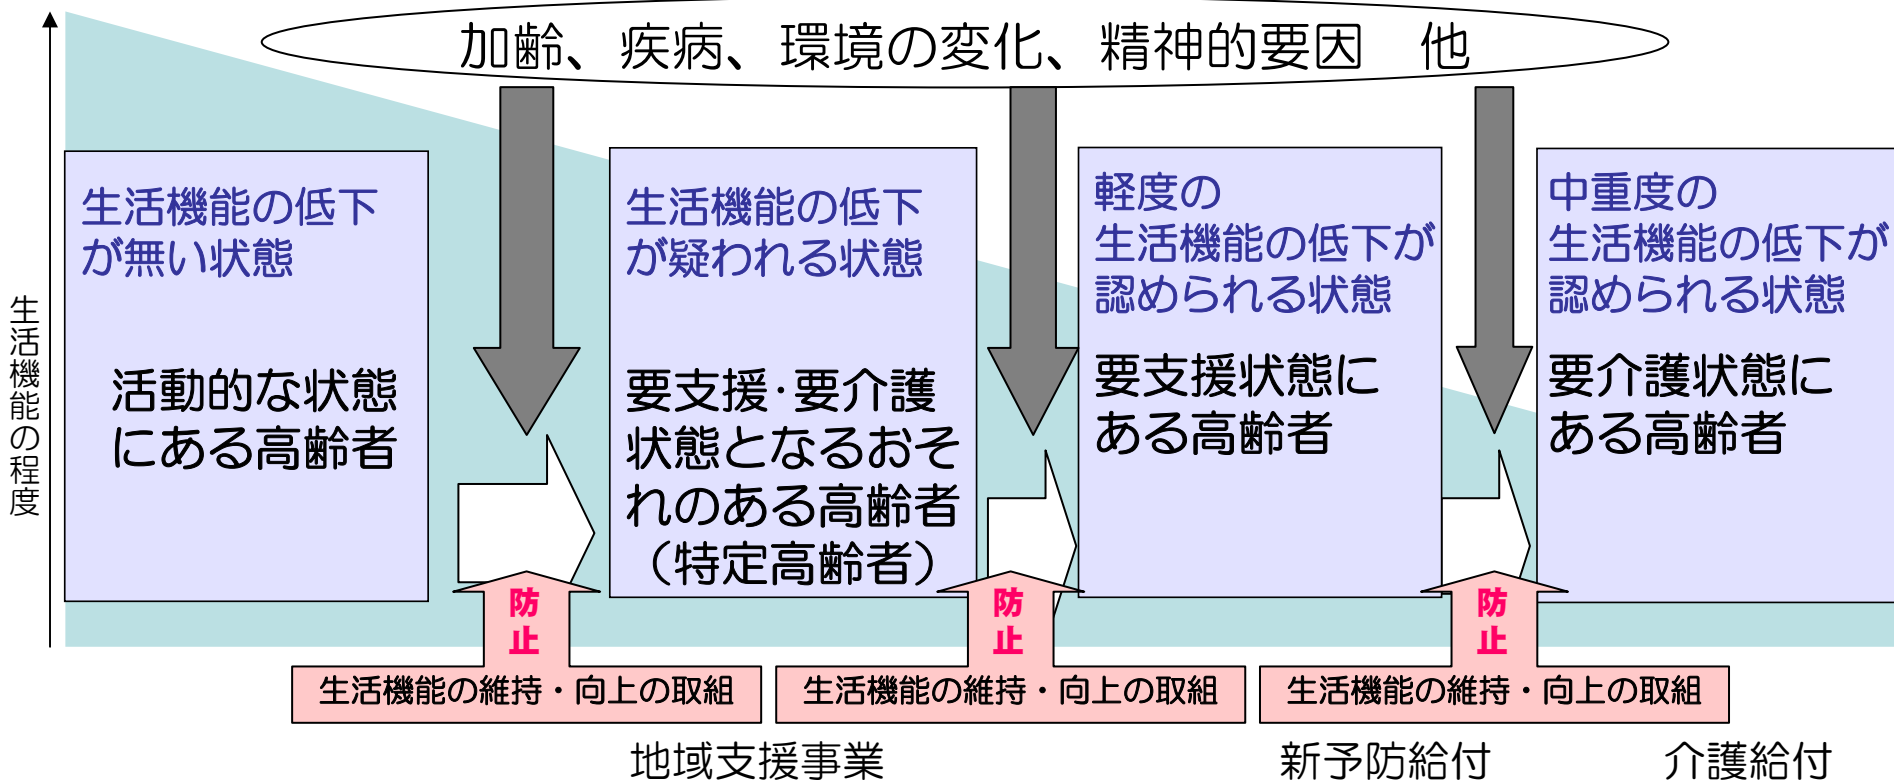 加齢、疾病、環境の変化、精神的要因　他
生活機能の程度
生活機能の低下
が無い状態
活動的な状態
にある高齢者
生活機能の低下
が疑われる状態
要支援・要介護
状態となるおそ
れのある高齢者
（特定高齢者）
軽度の
生活機能の低下が
認められる状態
要支援状態に
ある高齢者
中重度の
生活機能の低下が
認められる状態
要介護状態に
ある高齢者
防
止
防
止
防
止
生活機能の維持・向上の取組
生活機能の維持・向上の取組
生活機能の維持・向上の取組
地域支援事業
新予防給付
介護給付